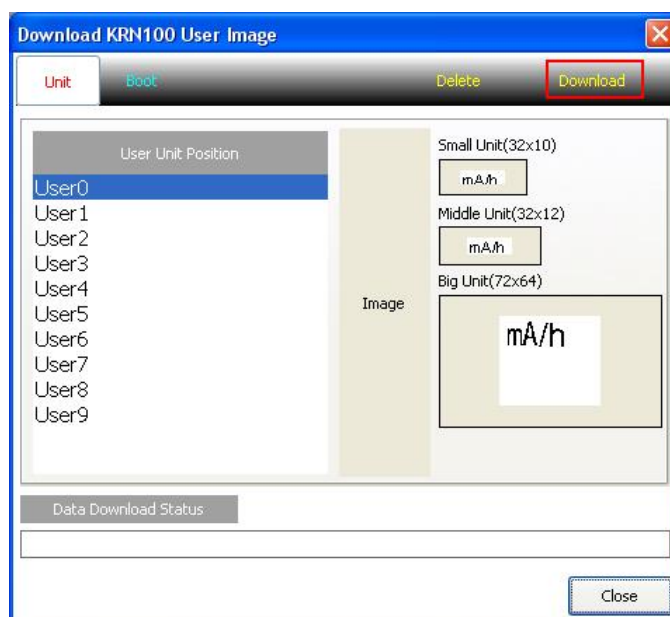 Download KRN100 User Image
Unit Boot Delete Download
User Unit Position
User0
User1
User2
User3
User4
User5
User6
User7
User8
User9
Image
Small Unit(32x10)
mA/h
Middle Unit(32x12)
mA/h
Big Unit(72x64)
mA/h
Data Download Status
Close